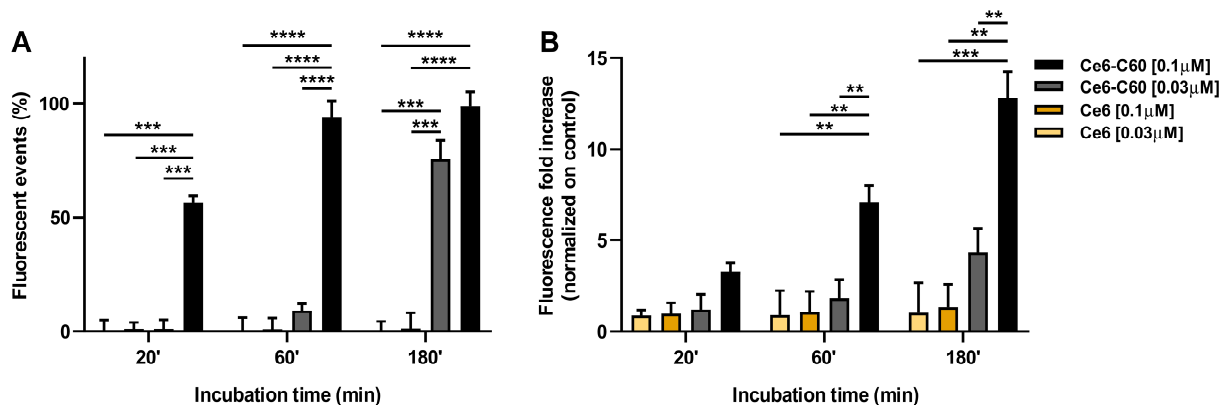 A
Fluorescent events (%)
100
50
0
***
***
***
****
****
****
****
****
***
***
20'
60'
180'
Incubation time (min)
B
Fluorescence fold increase
(normalized on control)
15
10
5
0
**
**
**
**
**
***
20'
60'
180'
Incubation time (min)
Ce6-C60 [0.1μM]
Ce6-C60 [0.03μM]
Ce6 [0.1μM]
Ce6 [0.03μM]